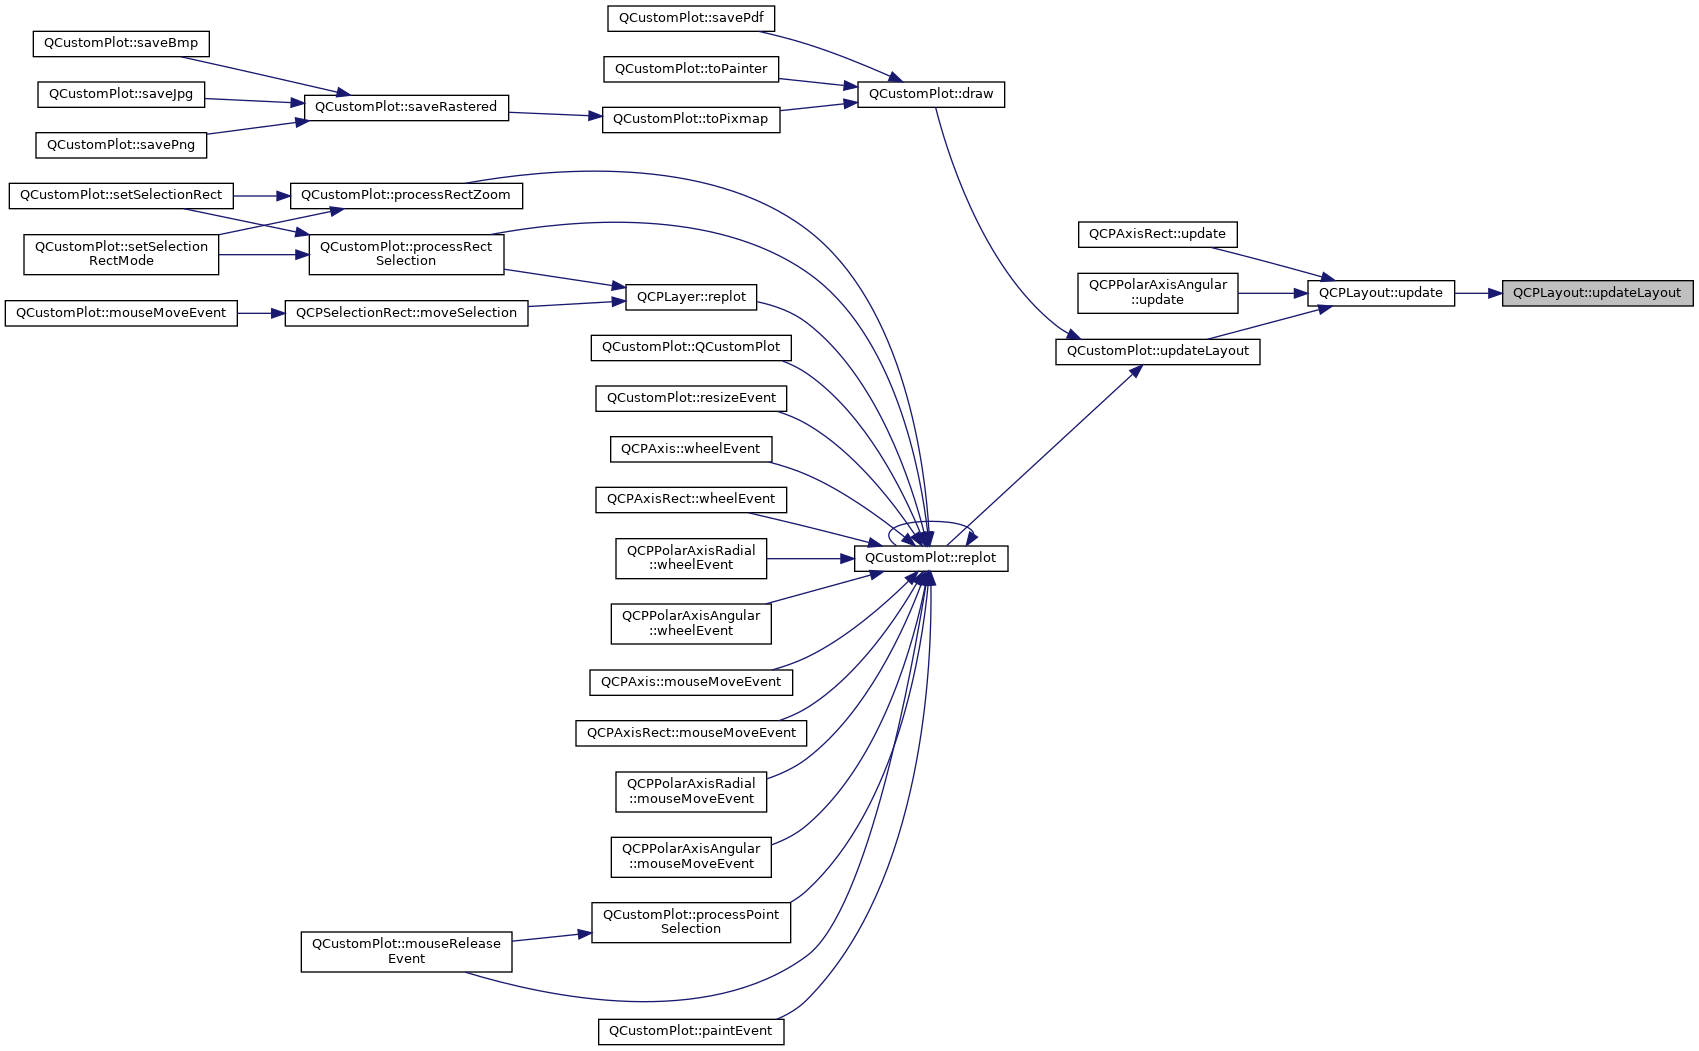 QCustomPlot::savePdf
QCustomPlot::saveBmp
QCustomPlot::toPainter
QCustomPlot::saveJpg
QCustomPlot::draw
QCustomPlot::saveRastered
QCustomPlot::toPixmap
QCustomPlot::savePng
QCustomPlot::setSelectionRect
QCustomPlot::processRectZoom
QCPAxisRect::update
QCustomPlot::setSelection
RectMode
QCustomPlot::processRect
Selection
QCPPolarAxisAngular
::update
QCPLayout::update
QCPLayout::updateLayout
QCPLayer::replot
QCustomPlot::mouseMoveEvent
QCPSelectionRect::moveSelection
QCustomPlot::QCustomPlot
QCustomPlot::updateLayout
QCustomPlot::resizeEvent
QCPAxis::wheelEvent
QCPAxisRect::wheelEvent
QCPPolarAxisRadial
::wheelEvent
QCustomPlot::replot
QCPPolarAxisAngular
::wheelEvent
QCPAxis::mouseMoveEvent
QCPAxisRect::mouseMoveEvent
QCPPolarAxisRadial
::mouseMoveEvent
QCPPolarAxisAngular
::mouseMoveEvent
QCustomPlot::processPoint
Selection
QCustomPlot::mouseRelease
Event
QCustomPlot::paintEvent